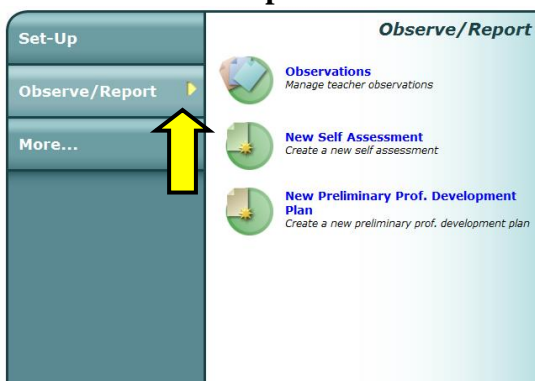 Set-Up
Observe/Report
More...
Observe/Report
Observations
Manage teacher observations
New Self Assessment
Create a new self assessment
New Preliminary Prof. Development
Plan
Create a new preliminary prof. development plan